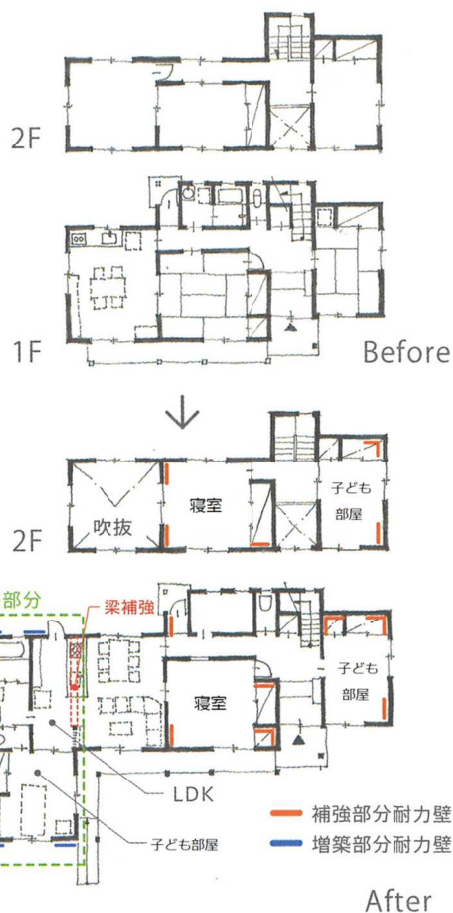 2F
1F
Before
2F
吹抜
寝室
子ども
部屋
部分
梁補強
寝室
子ども
部屋
LDK
子ども部屋
補強部分耐力壁
増築部分耐力壁
After